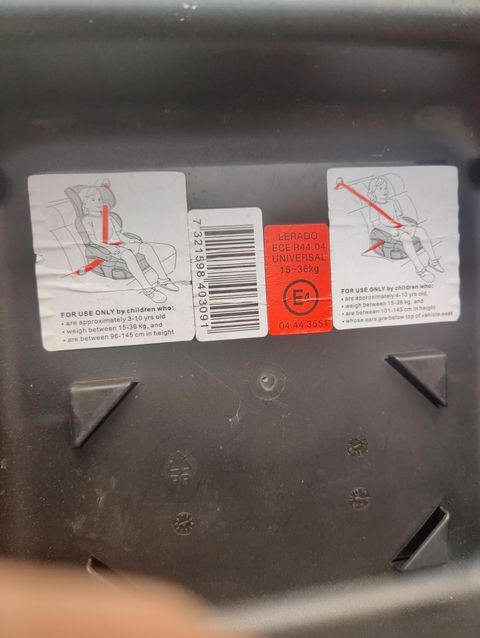 FOR USE ONLY by children who:
• are approximately 3-10 yrs old
• weigh between 15-36 kg, and
• are between 96-145 cm in height
7321598403091
LERADO
ECE R44.04
UNIVERSAL
15-36kg
E4
04 44.3551
FOR USE ONLY by children who:
• are approximately 4-10 yrs old,
• weigh between 15-36 kg, and
• are between 101-145 cm in height
• whose ears are below top of vehicle seat